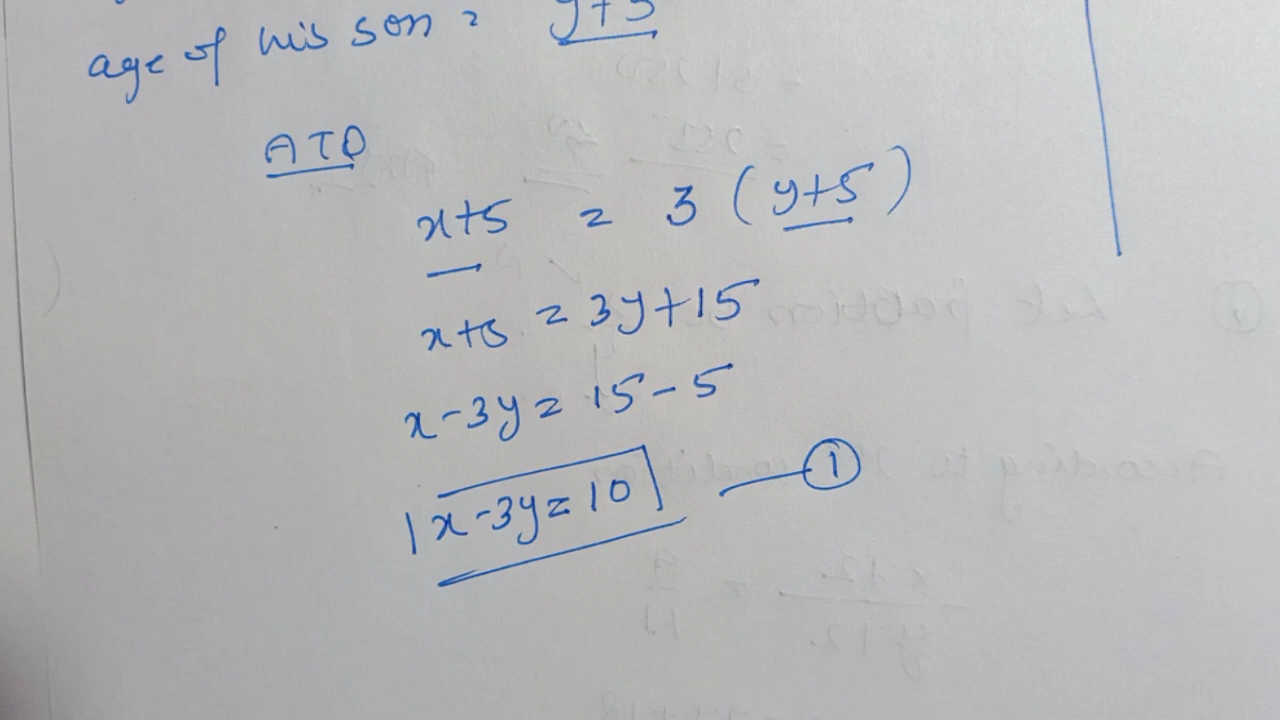 age of his son = y+5
ATQ
x+5 = 3 (y+5)
x+5 = 3y+15
x-3y = 15-5
x-3y = 10 ①